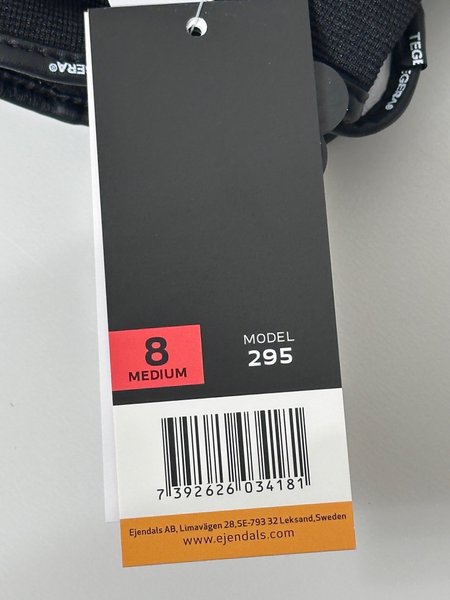 TEGERA®
8
MEDIUM
MODEL
295
7 392626 034181
Ejendals AB, Limavägen 28,SE-793 32 Leksand,Sweden
www.ejendals.com